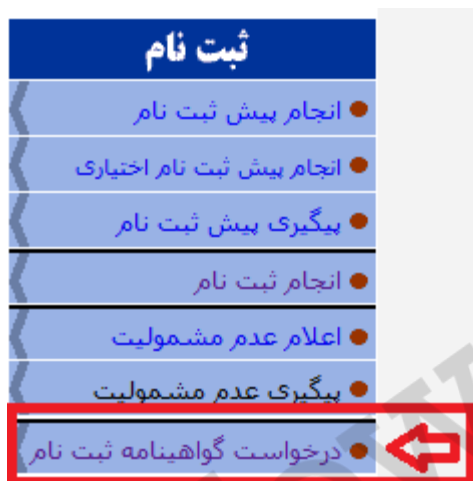 ثبت نام
انجام پیش ثبت نام
انجام پیش ثبت نام اختیاری
پیگیری پیش ثبت نام
انجام ثبت نام
اعلام عدم مشمولیت
پیگیری عدم مشمولیت
درخواست گواهینامه ثبت نام